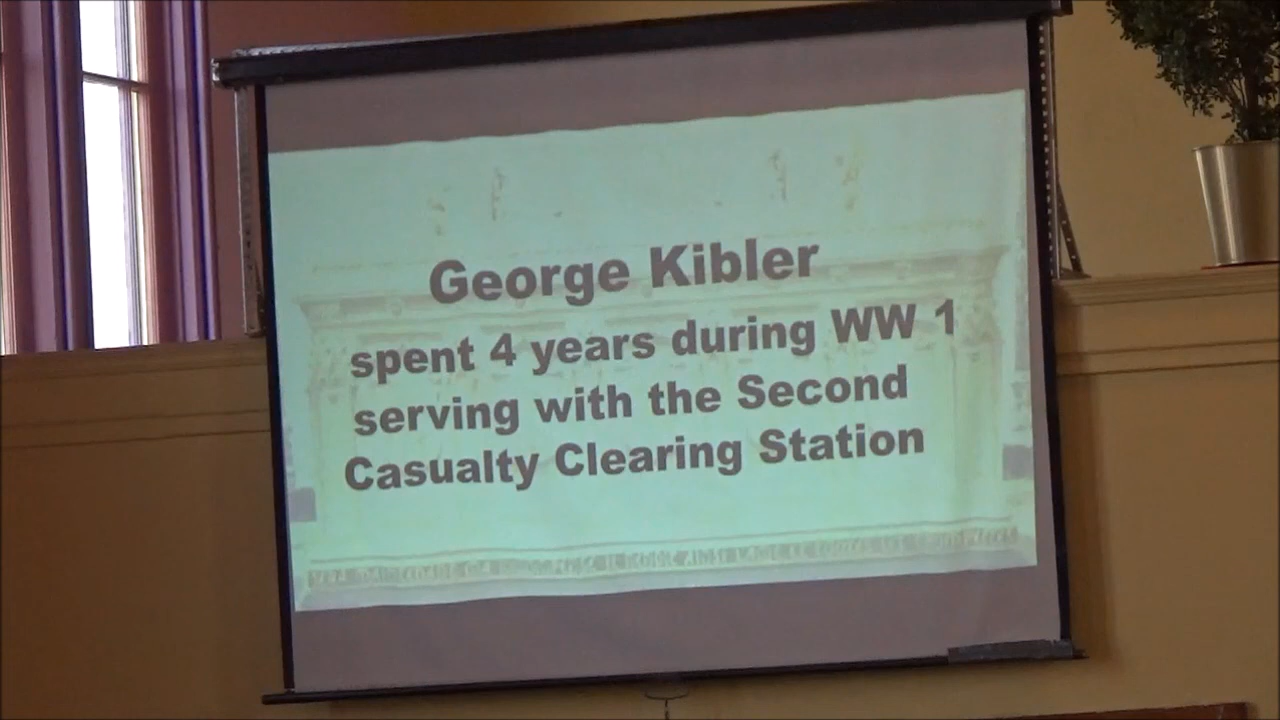 George Kibler
spent 4 years during WW 1
serving with the Second
Casualty Clearing Station